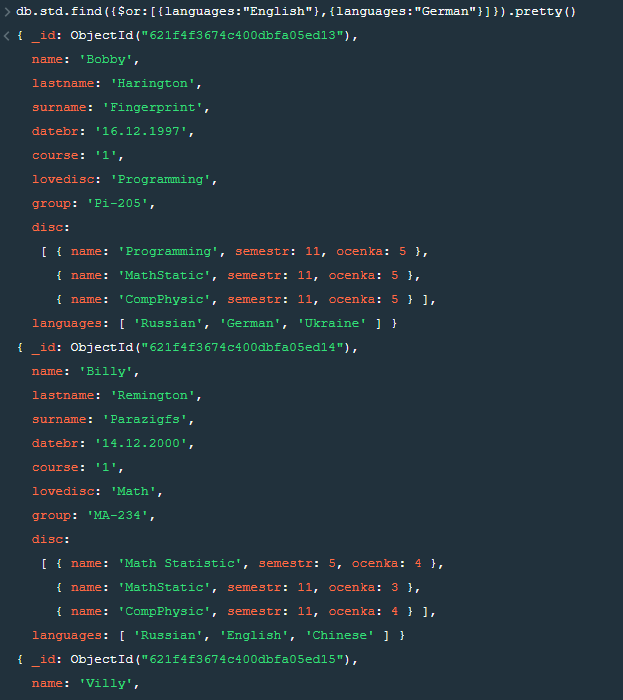 > db.std.find({$or:[{languages:"English"},{languages:"German"}]}).pretty()
< { _id: ObjectId("621f4f3674c400dbfa05ed13"),
name: 'Bobby',
lastname: 'Harington',
surname: 'Fingerprint',
datebr: '16.12.1997',
course: '1',
lovedisc: 'Programming',
group: 'Pi-205',
disc:
[ { name: 'Programming', semestr: 11, ocenka: 5 },
{ name: 'MathStatic', semestr: 11, ocenka: 5 },
{ name: 'CompPhysic', semestr: 11, ocenka: 5 } ],
languages: [ 'Russian', 'German', 'Ukraine' ] }
{ _id: ObjectId("621f4f3674c400dbfa05ed14"),
name: 'Billy',
lastname: 'Remington',
surname: 'Parazigfs',
datebr: '14.12.2000',
course: '1',
lovedisc: 'Math',
group: 'MA-234',
disc:
[ { name: 'Math Statistic', semestr: 5, ocenka: 4 },
{ name: 'MathStatic', semestr: 11, ocenka: 3 },
{ name: 'CompPhysic', semestr: 11, ocenka: 4 } ],
languages: [ 'Russian', 'English', 'Chinese' ] }
{ _id: ObjectId("621f4f3674c400dbfa05ed15"),
name: 'Villy',